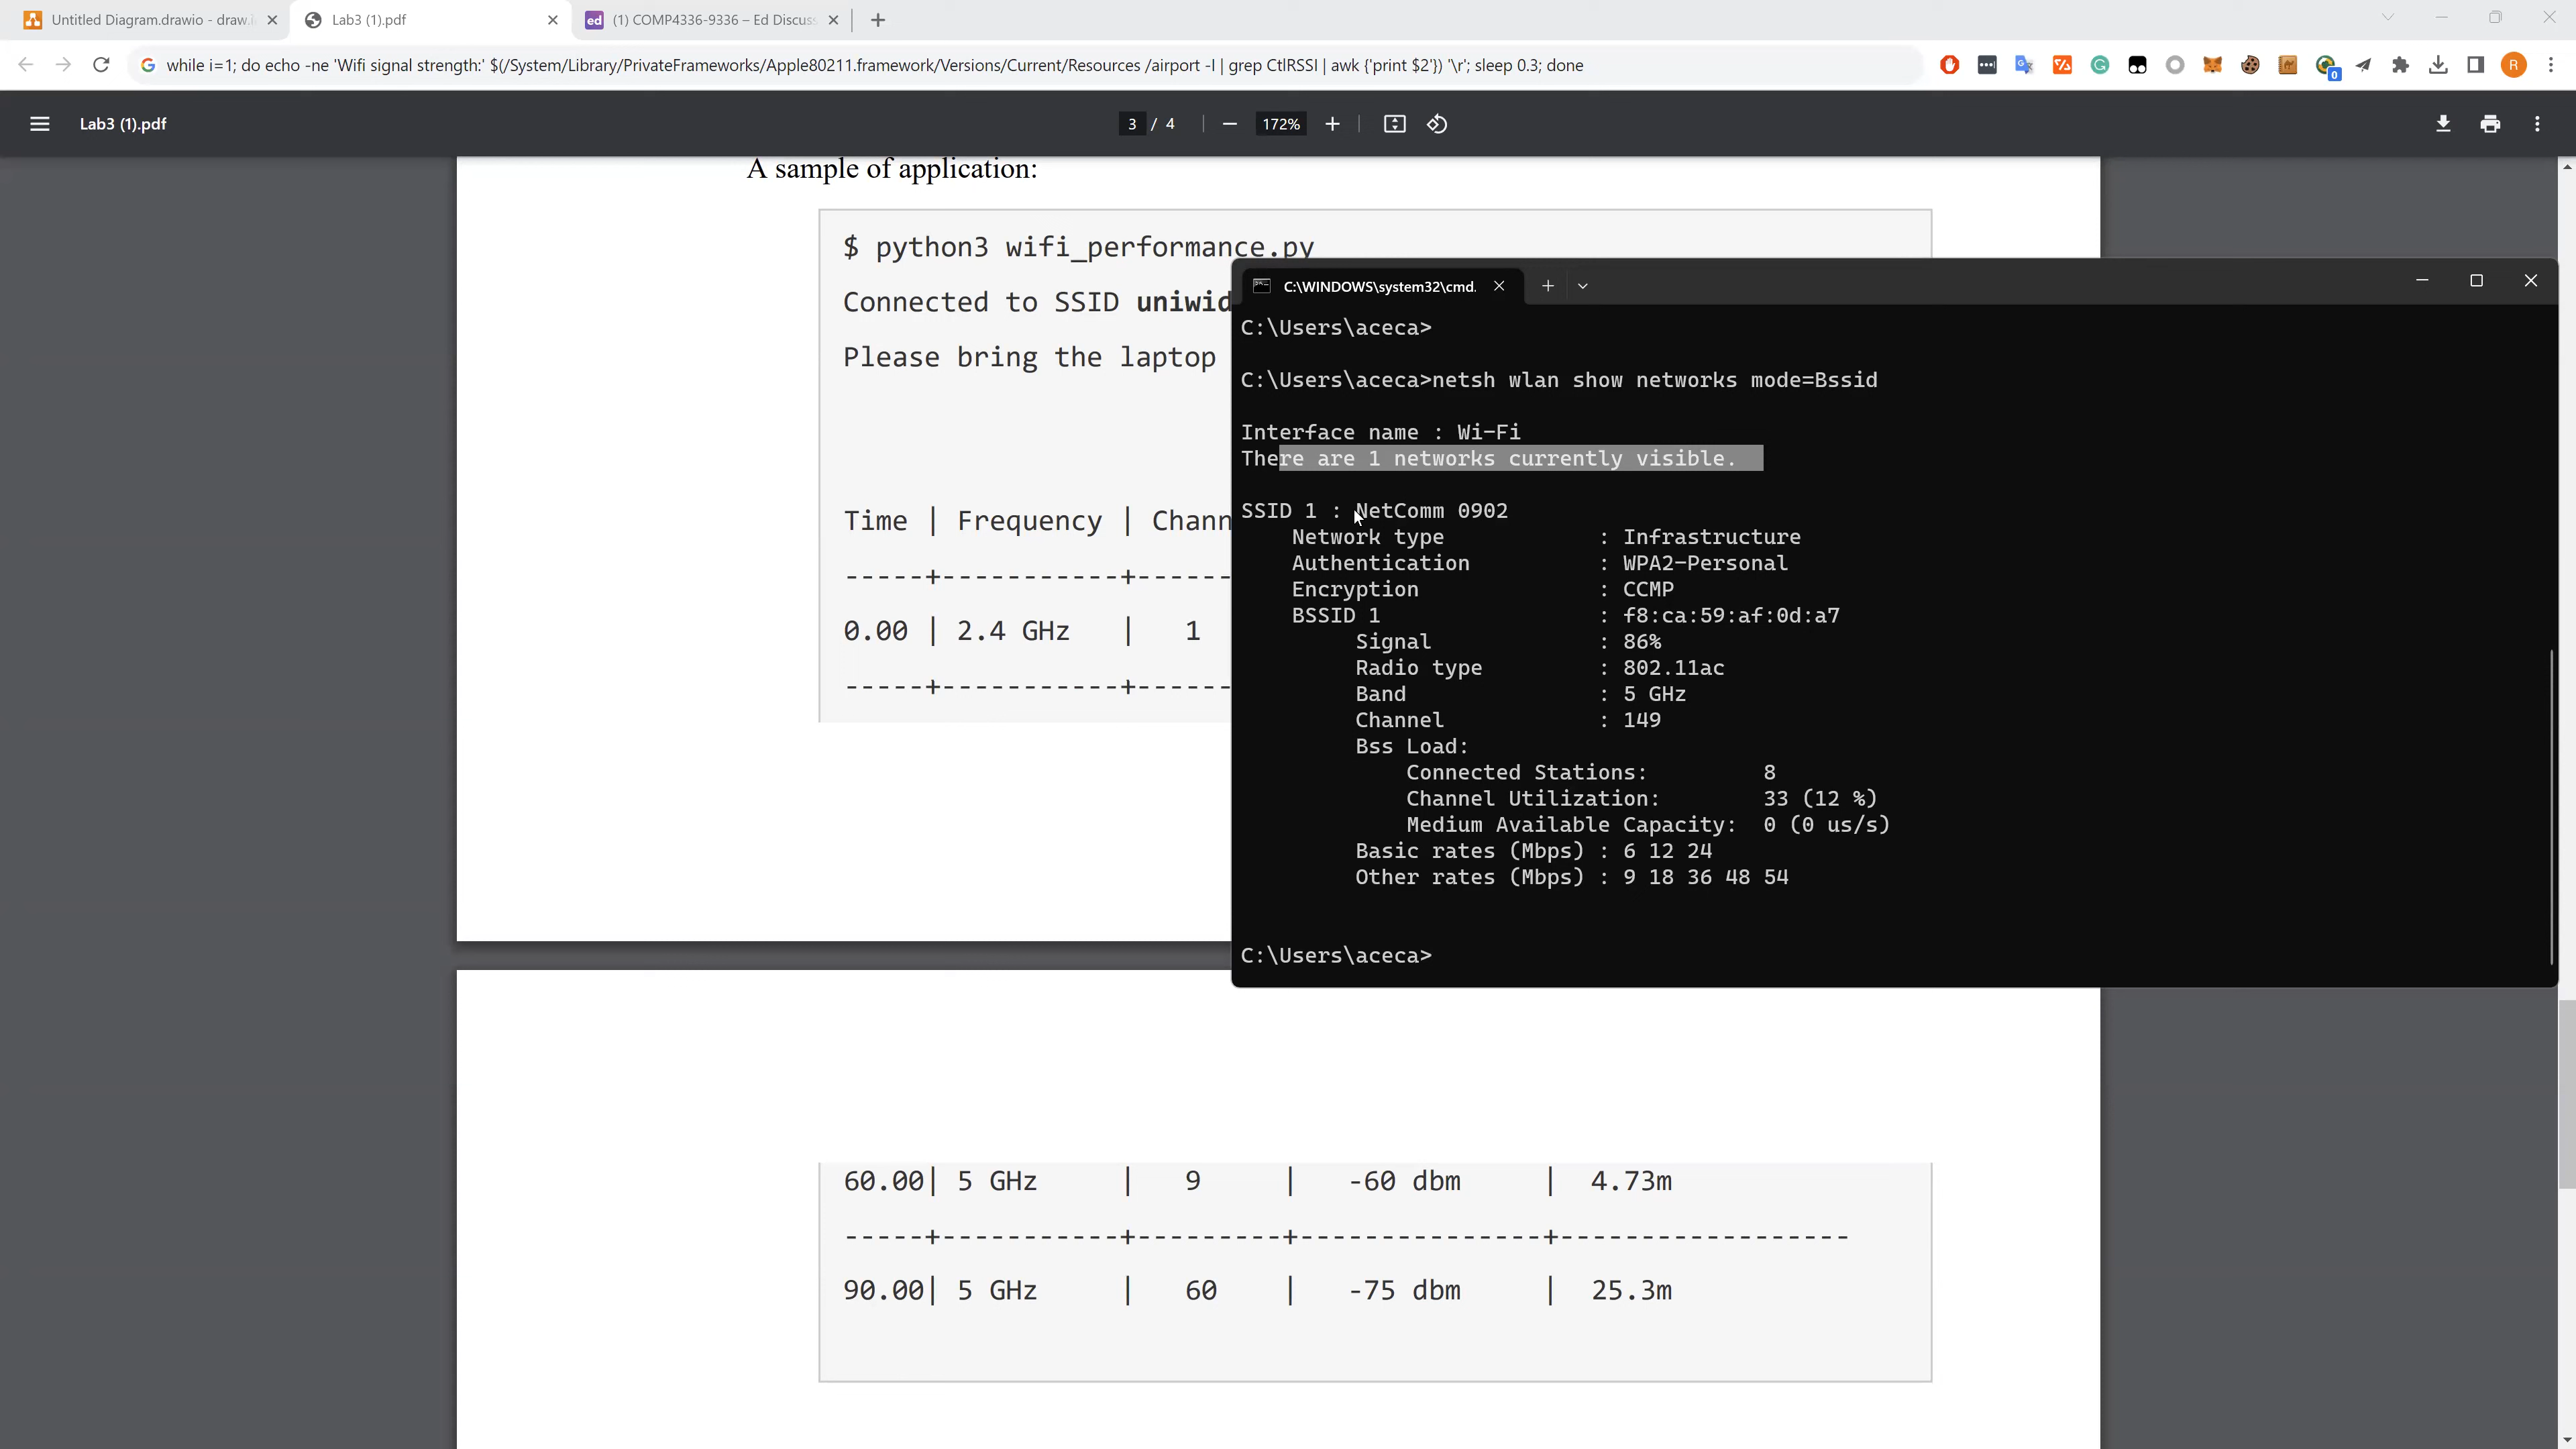 Untitled Diagram.drawio - draw.i
Lab3 (1).pdf
ed (1) COMP4336-9336 – Ed Discuss
while i=1; do echo -ne 'Wifi signal strength:' $(/System/Library/PrivateFrameworks/Apple80211.framework/Versions/Current/Resources /airport -I | grep CtlRSSI | awk {'print $2'}) '\r'; sleep 0.3; done
0
R
Lab3 (1).pdf
3 / 4
172%
A sample of application:
$ python3 wifi_performance.py
Connected to SSID uniwid
Please bring the laptop
Time | Frequency | Chann
-----+-----------+------
0.00 | 2.4 GHz | 1
-----+-----------+------
C:\WINDOWS\system32\cmd.
C:\Users\aceca>
C:\Users\aceca>netsh wlan show networks mode=Bssid
Interface name : Wi-Fi
There are 1 networks currently visible.
SSID 1 : NetComm 0902
Network type : Infrastructure
Authentication : WPA2-Personal
Encryption : CCMP
BSSID 1 : f8:ca:59:af:0d:a7
Signal : 86%
Radio type : 802.11ac
Band : 5 GHz
Channel : 149
Bss Load:
Connected Stations: 8
Channel Utilization: 33 (12 %)
Medium Available Capacity: 0 (0 us/s)
Basic rates (Mbps) : 6 12 24
Other rates (Mbps) : 9 18 36 48 54
C:\Users\aceca>
60.00| 5 GHz | 9 | -60 dbm | 4.73m
-----+-----------+---------+---------------+------------------
90.00| 5 GHz | 60 | -75 dbm | 25.3m